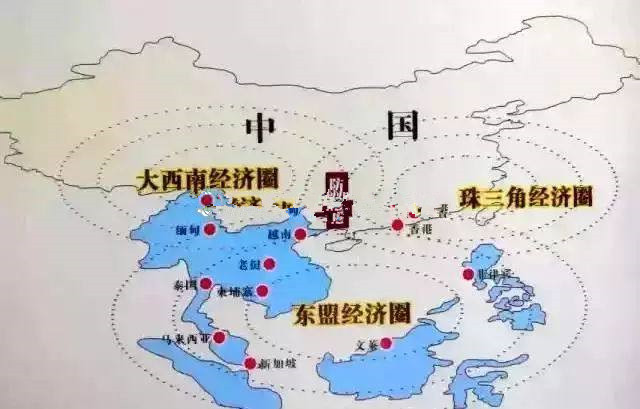 中 国
大西南经济圈
珠三角经济圈
防
缅甸
越南
香港
老挝
泰国
柬埔寨
菲律宾
东盟经济圈
马来西亚
文莱
新加坡